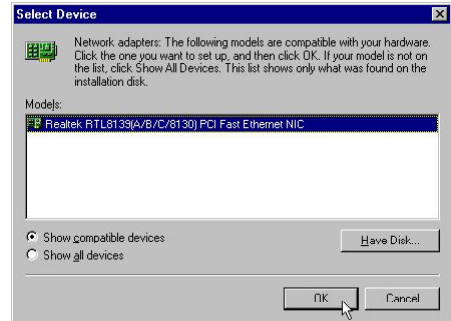 Select Device
Network adapters: The following models are compatible with your hardware.
Click the one you want to set up, and then click OK. If your model is not on
the list, click Show All Devices. This list shows only what was found on the
installation disk.
Models:
Realtek RTL8139(A/B/C/8130) PCI Fast Ethernet NIC
Show compatible devices
Show all devices
Have Disk...
OK
Cancel